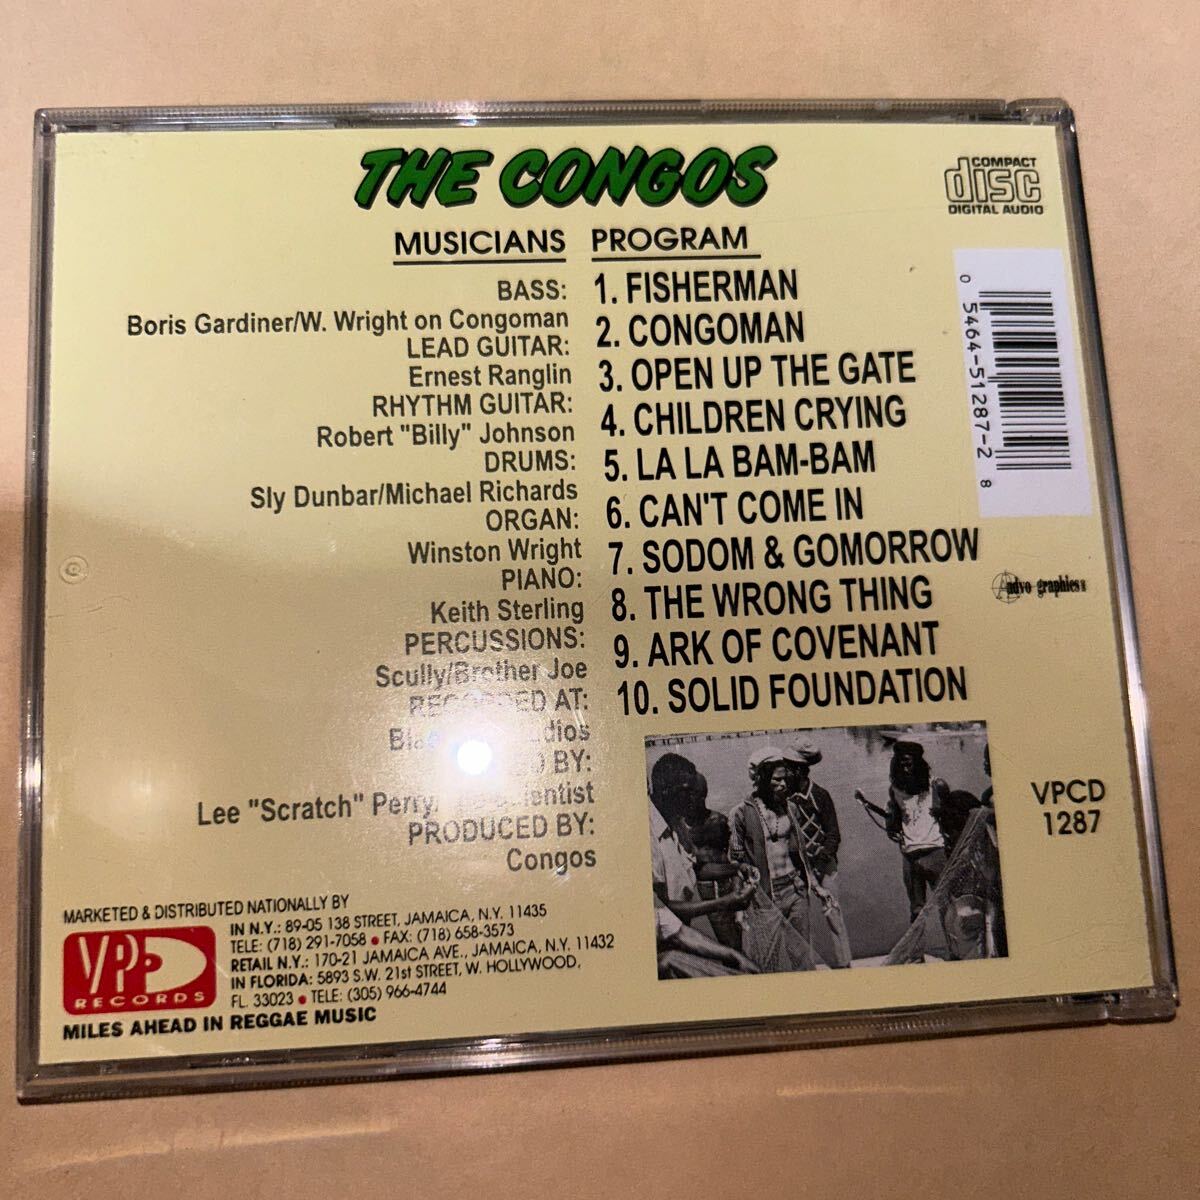 THE CONGOS
COMPACT
disc
DIGITAL AUDIO
MUSICIANS
BASS:
Boris Gardiner/W. Wright on Congoman
LEAD GUITAR:
Ernest Ranglin
RHYTHM GUITAR:
Robert "Billy" Johnson
DRUMS:
Sly Dunbar/Michael Richards
ORGAN:
Winston Wright
PIANO:
Keith Sterling
PERCUSSIONS:
Scully/Brother Joe
RECORDED AT:
BY:
Lee "Scratch" Perry/
PRODUCED BY:
Congos
PROGRAM
1. FISHERMAN
2. CONGOMAN
3. OPEN UP THE GATE
4. CHILDREN CRYING
5. LA LA BAM-BAM
6. CAN'T COME IN
7. SODOM & GOMORROW
8. THE WRONG THING
9. ARK OF COVENANT
10. SOLID FOUNDATION
0 5464-51287-2 8
VPCD
1287
MARKETED & DISTRIBUTED NATIONALLY BY
VP
RECORDS
IN N.Y.: 89-05 138 STREET, JAMAICA, N.Y. 11435
TELE: (718) 291-7058 • FAX: (718) 658-3573
RETAIL N.Y.: 170-21 JAMAICA AVE., JAMAICA, N.Y. 11432
IN FLORIDA: 5893 S.W. 21st STREET, W. HOLLYWOOD,
FL. 33023 • TELE: (305) 966-4744
MILES AHEAD IN REGGAE MUSIC